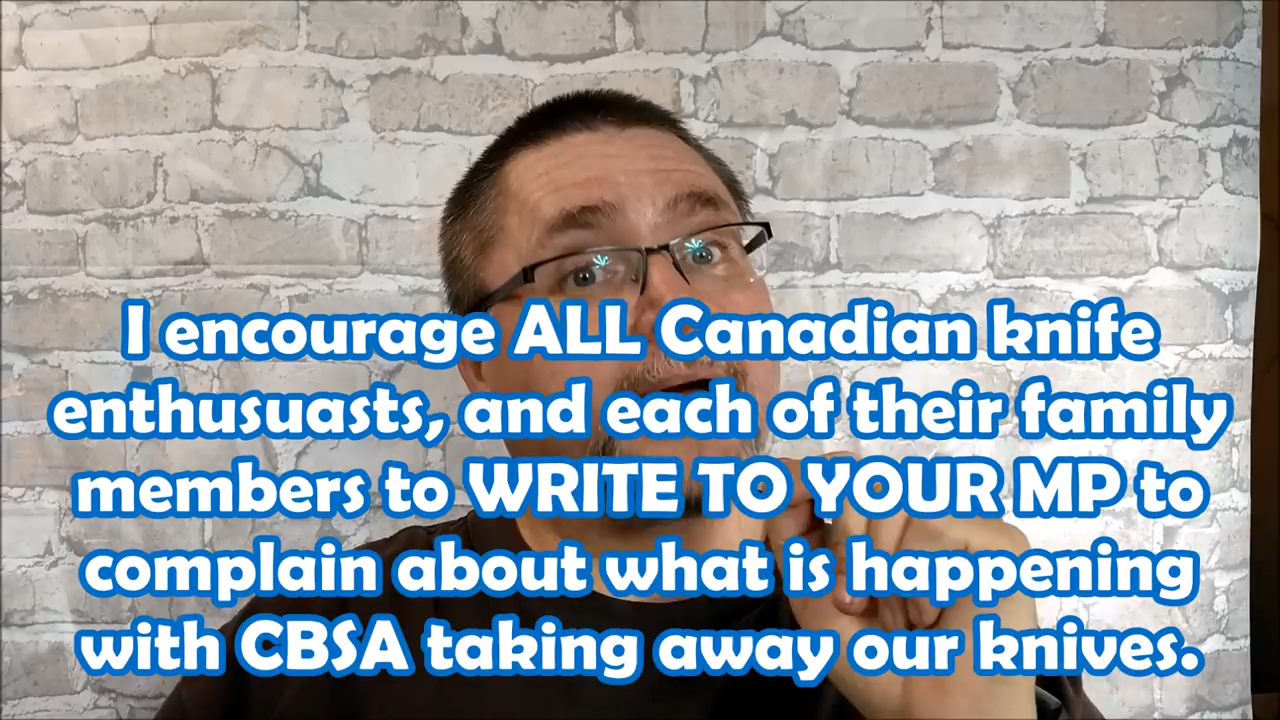 I encourage ALL Canadian knife
enthusuasts, and each of their family
members to WRITE TO YOUR MP to
complain about what is happening
with CBSA taking away our knives.